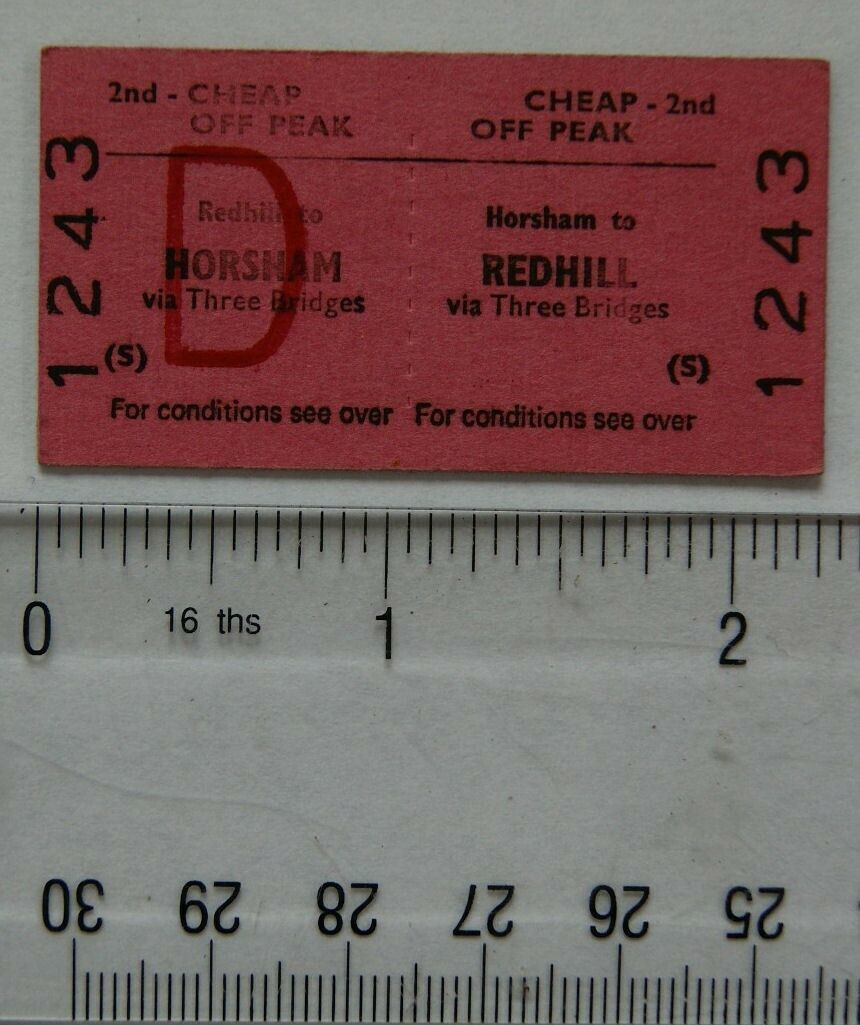 2nd - CHEAP
OFF PEAK
Redhill to
HORSHAM
via Three Bridges
(S)
For conditions see over
D
1243
CHEAP - 2nd
OFF PEAK
Horsham to
REDHILL
via Three Bridges
(S)
For conditions see over
1243
0 16 ths 1 2
30 29 28 27 26 25